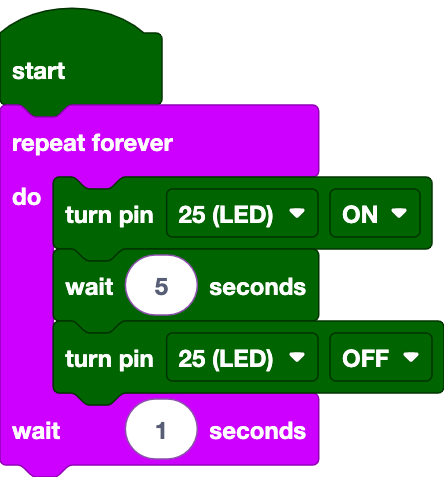 start
repeat forever
do turn pin 25 (LED) ON
wait 5 seconds
turn pin 25 (LED) OFF
wait 1 seconds